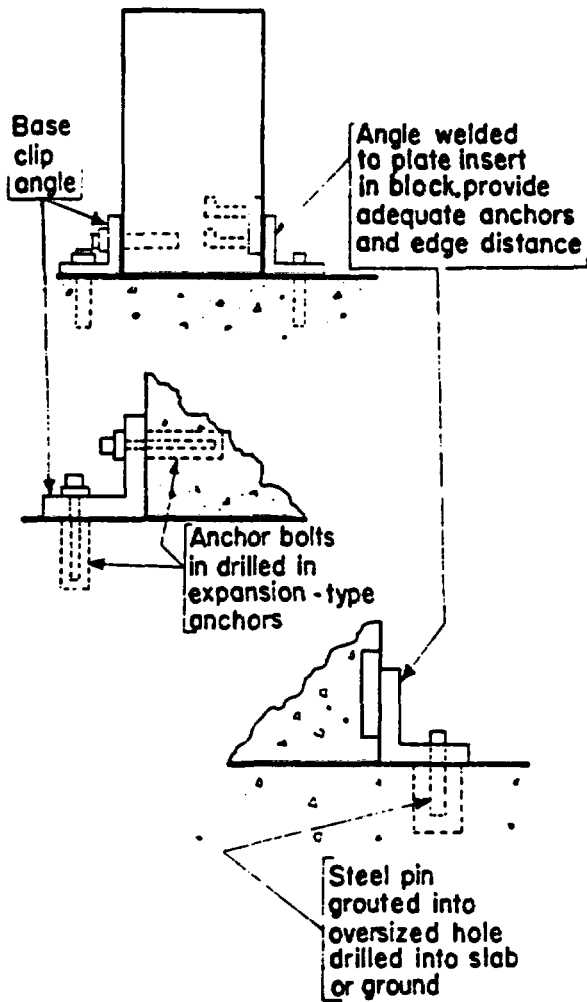 Base
clip
angle
Angle welded
to plate insert
in block, provide
adequate anchors
and edge distance
Anchor bolts
in drilled in
expansion-type
anchors
Steel pin
grouted into
oversized hole
drilled into slab
or ground